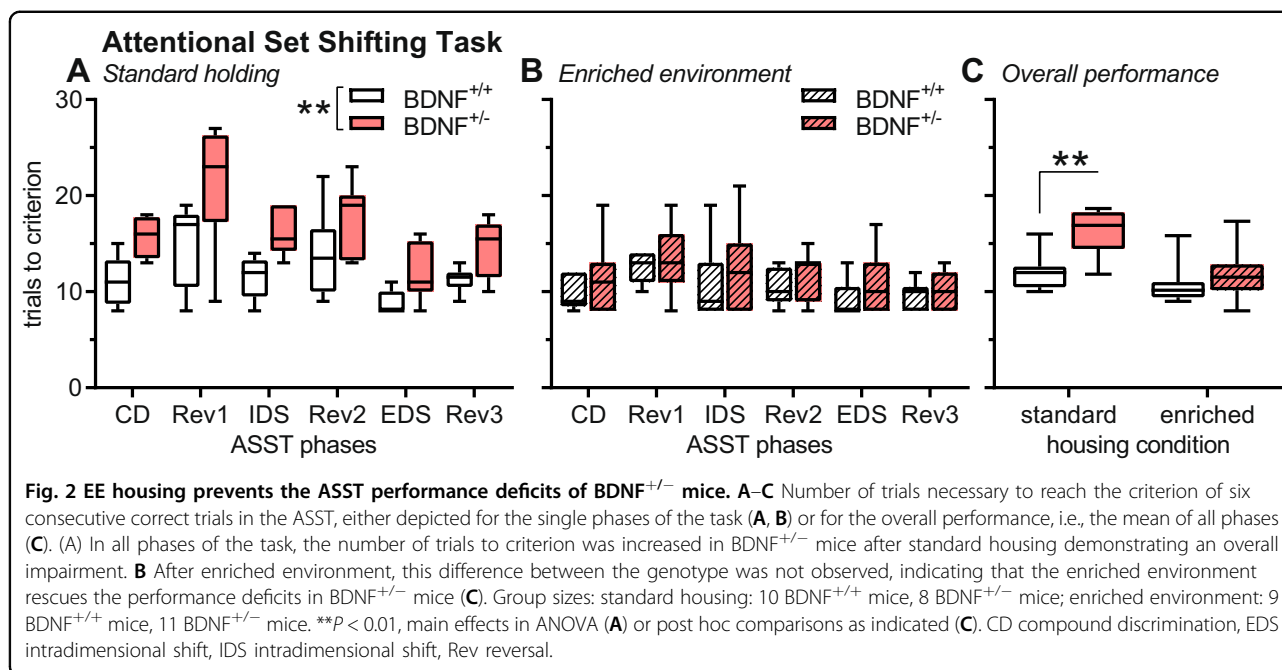 Attentional Set Shifting Task
A Standard holding
B Enriched environment
C Overall performance
** BDNF+/+
BDNF+/-
BDNF+/+
BDNF+/-
**
trials to criterion
30
20
10
0
CD Rev1 IDS Rev2 EDS Rev3
ASST phases
CD Rev1 IDS Rev2 EDS Rev3
ASST phases
standard enriched
housing condition
Fig. 2 EE housing prevents the ASST performance deficits of BDNF+/− mice. A–C Number of trials necessary to reach the criterion of six
consecutive correct trials in the ASST, either depicted for the single phases of the task (A, B) or for the overall performance, i.e., the mean of all phases
(C). (A) In all phases of the task, the number of trials to criterion was increased in BDNF+/− mice after standard housing demonstrating an overall
impairment. B After enriched environment, this difference between the genotype was not observed, indicating that the enriched environment
rescues the performance deficits in BDNF+/− mice (C). Group sizes: standard housing: 10 BDNF+/+ mice, 8 BDNF+/− mice; enriched environment: 9
BDNF+/+ mice, 11 BDNF+/− mice. **P < 0.01, main effects in ANOVA (A) or post hoc comparisons as indicated (C). CD compound discrimination, EDS
intradimensional shift, IDS intradimensional shift, Rev reversal.